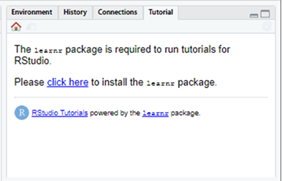 Environment History Connections Tutorial
The learnr package is required to run tutorials for
RStudio.
Please click here to install the learnr package.
R RStudio Tutorials powered by the learnr package.